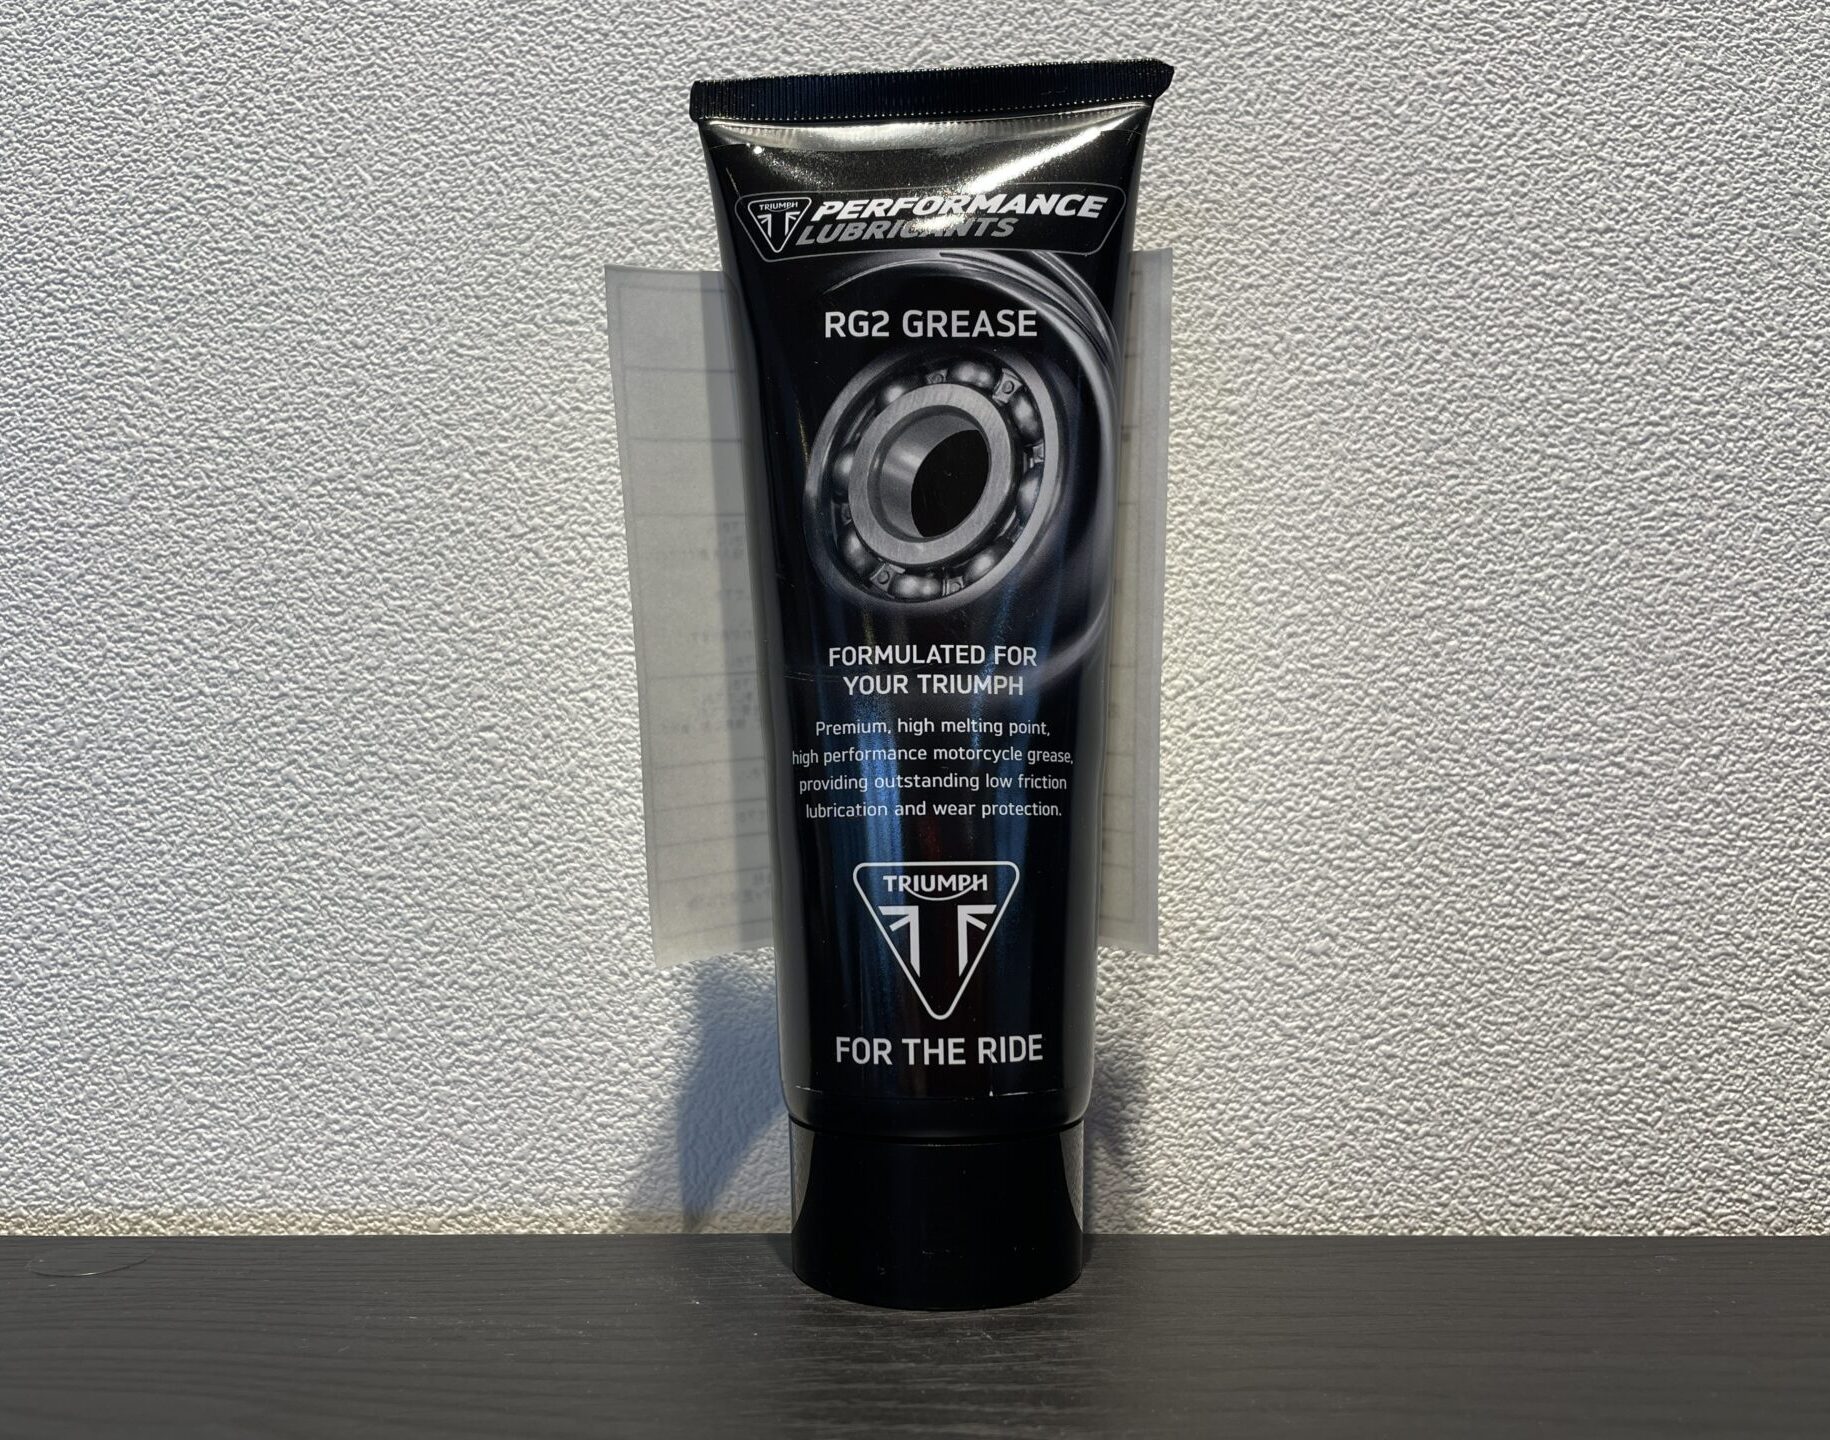 TRIUMPH
PERFORMANCE
LUBRICANTS
RG2 GREASE
FORMULATED FOR
YOUR TRIUMPH
Premium, high melting point,
high performance motorcycle grease,
providing outstanding low friction
lubrication and wear protection.
TRIUMPH
FOR THE RIDE